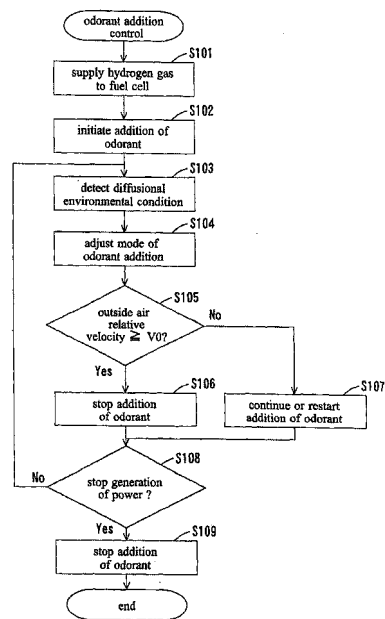 odorant addition
control
S101
supply hydrogen gas
to fuel cell
S102
initiate addition of
odorant
S103
detect diffusional
environmental condition
S104
adjust mode of
odorant addition
S105
outside air
relative
velocity ≧ V0?
No
Yes
S106
stop addition
of odorant
S107
continue or restart
addition of odorant
S108
No
stop generation
of power ?
Yes
S109
stop addition
of odorant
end